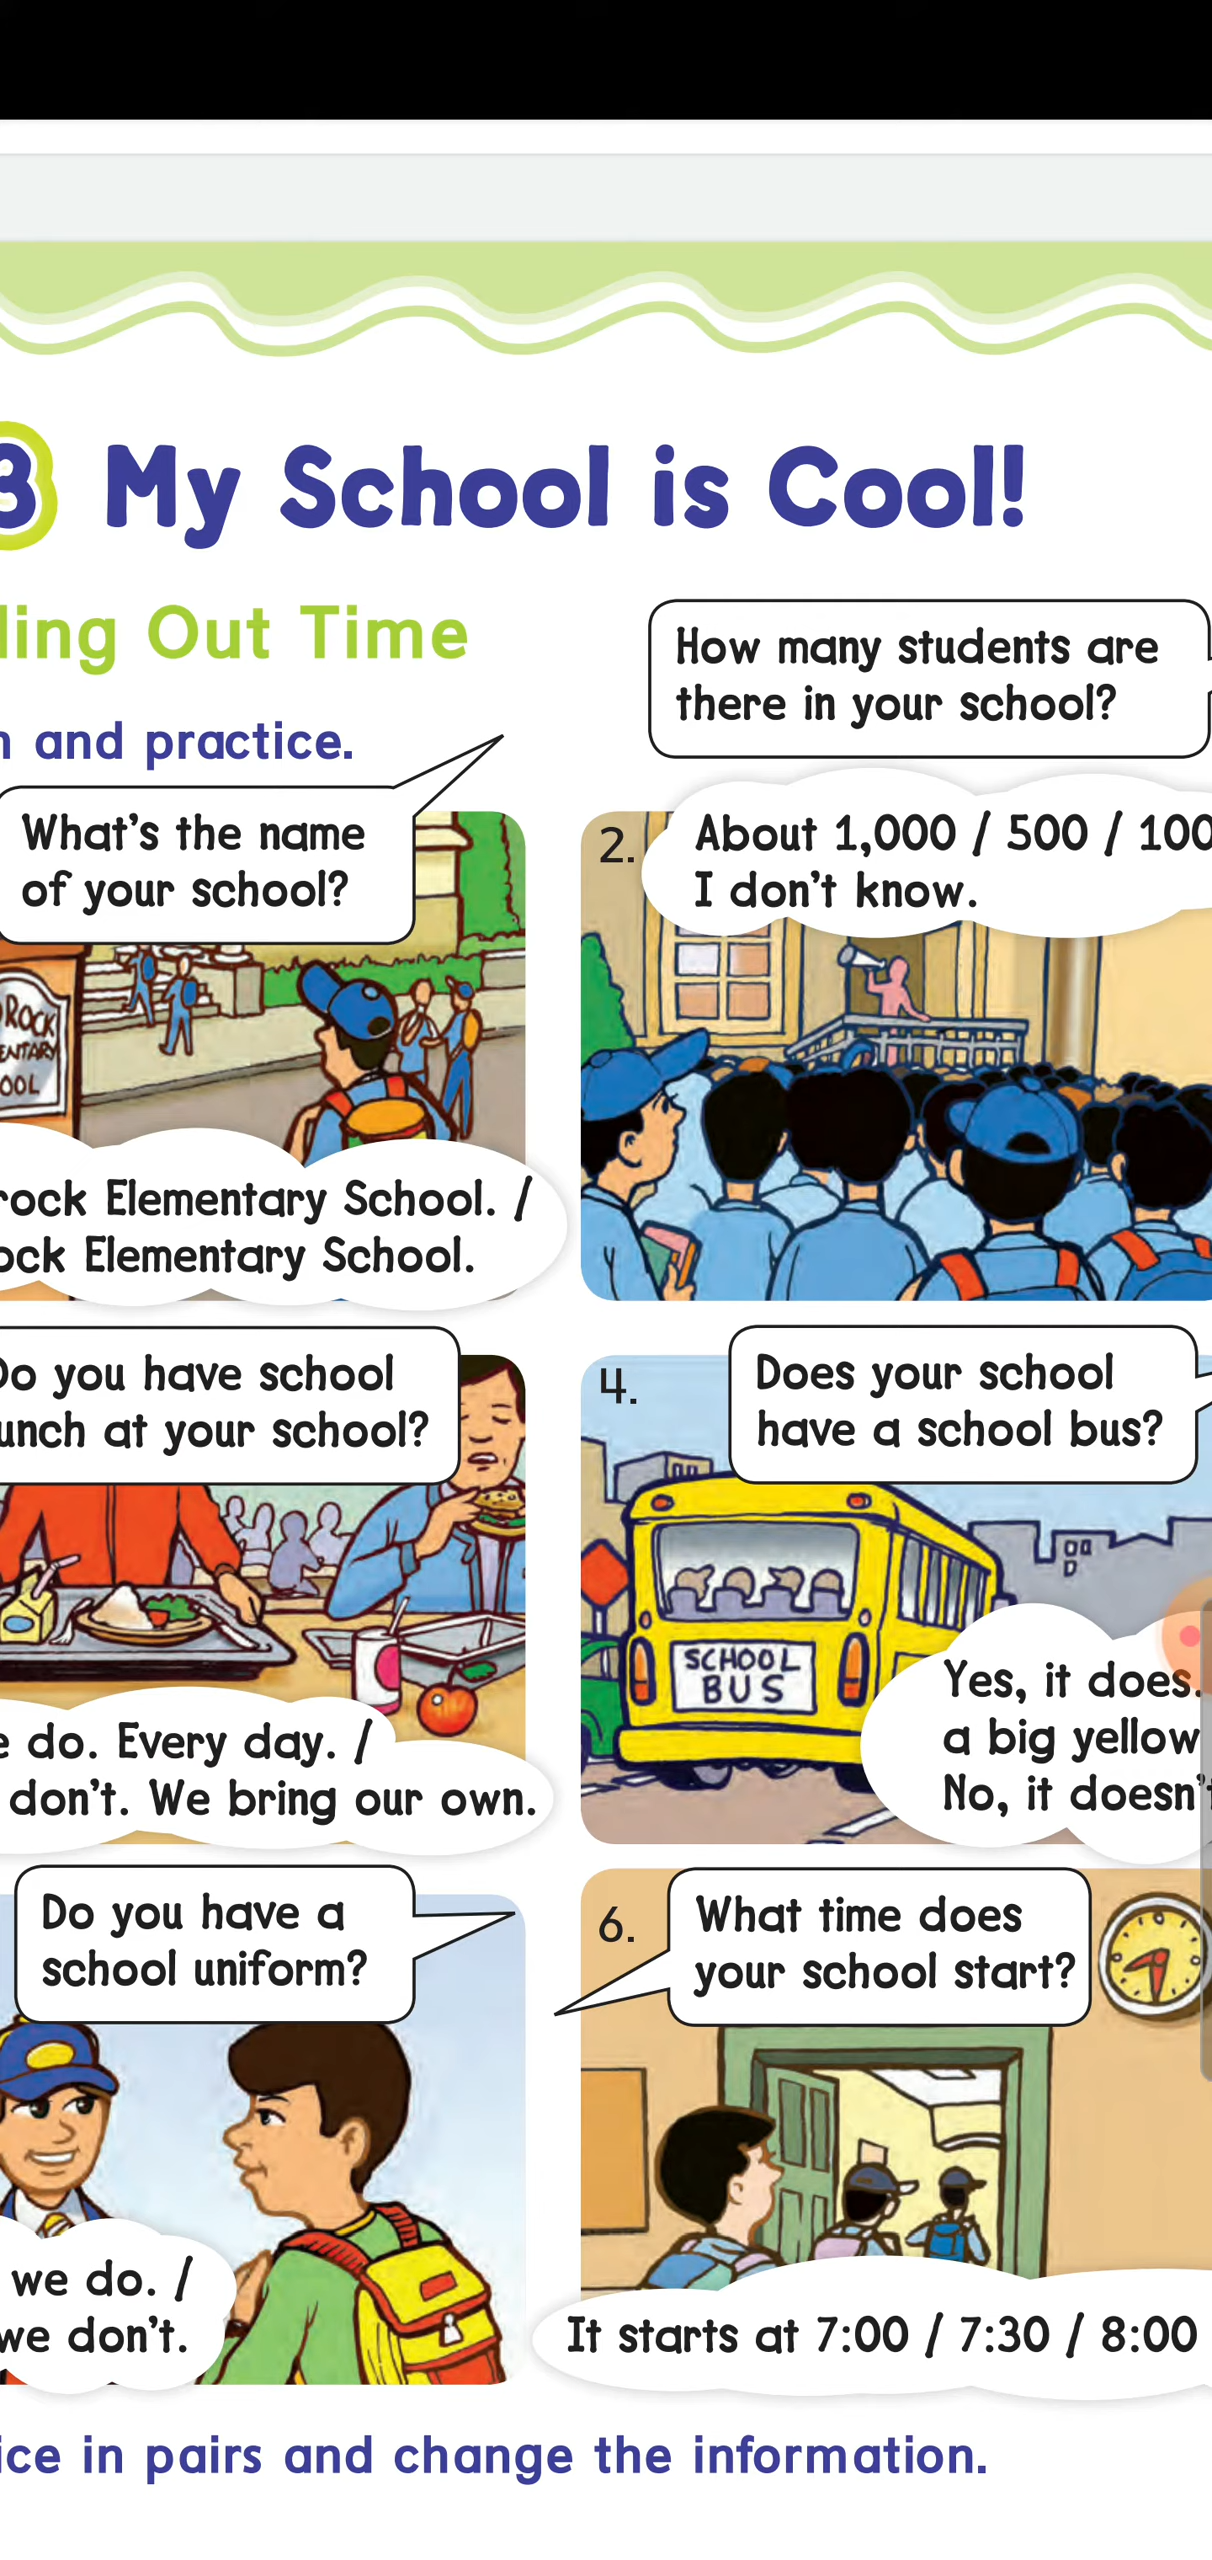 3 My School is Cool!
ling Out Time
and practice.
How many students are
there in your school?
What's the name
of your school?
2.
About 1,000 / 500 / 100
I don't know.
ROCK
ENTARY
OOL
rock Elementary School. /
ock Elementary School.
Do you have school
unch at your school?
4.
Does your school
have a school bus?
SCHOOL
BUS
Yes, it does.
a big yellow
No, it doesn't
e do. Every day. /
don't. We bring our own.
Do you have a
school uniform?
6.
What time does
your school start?
we do. /
we don't.
It starts at 7:00 / 7:30 / 8:00
ice in pairs and change the information.